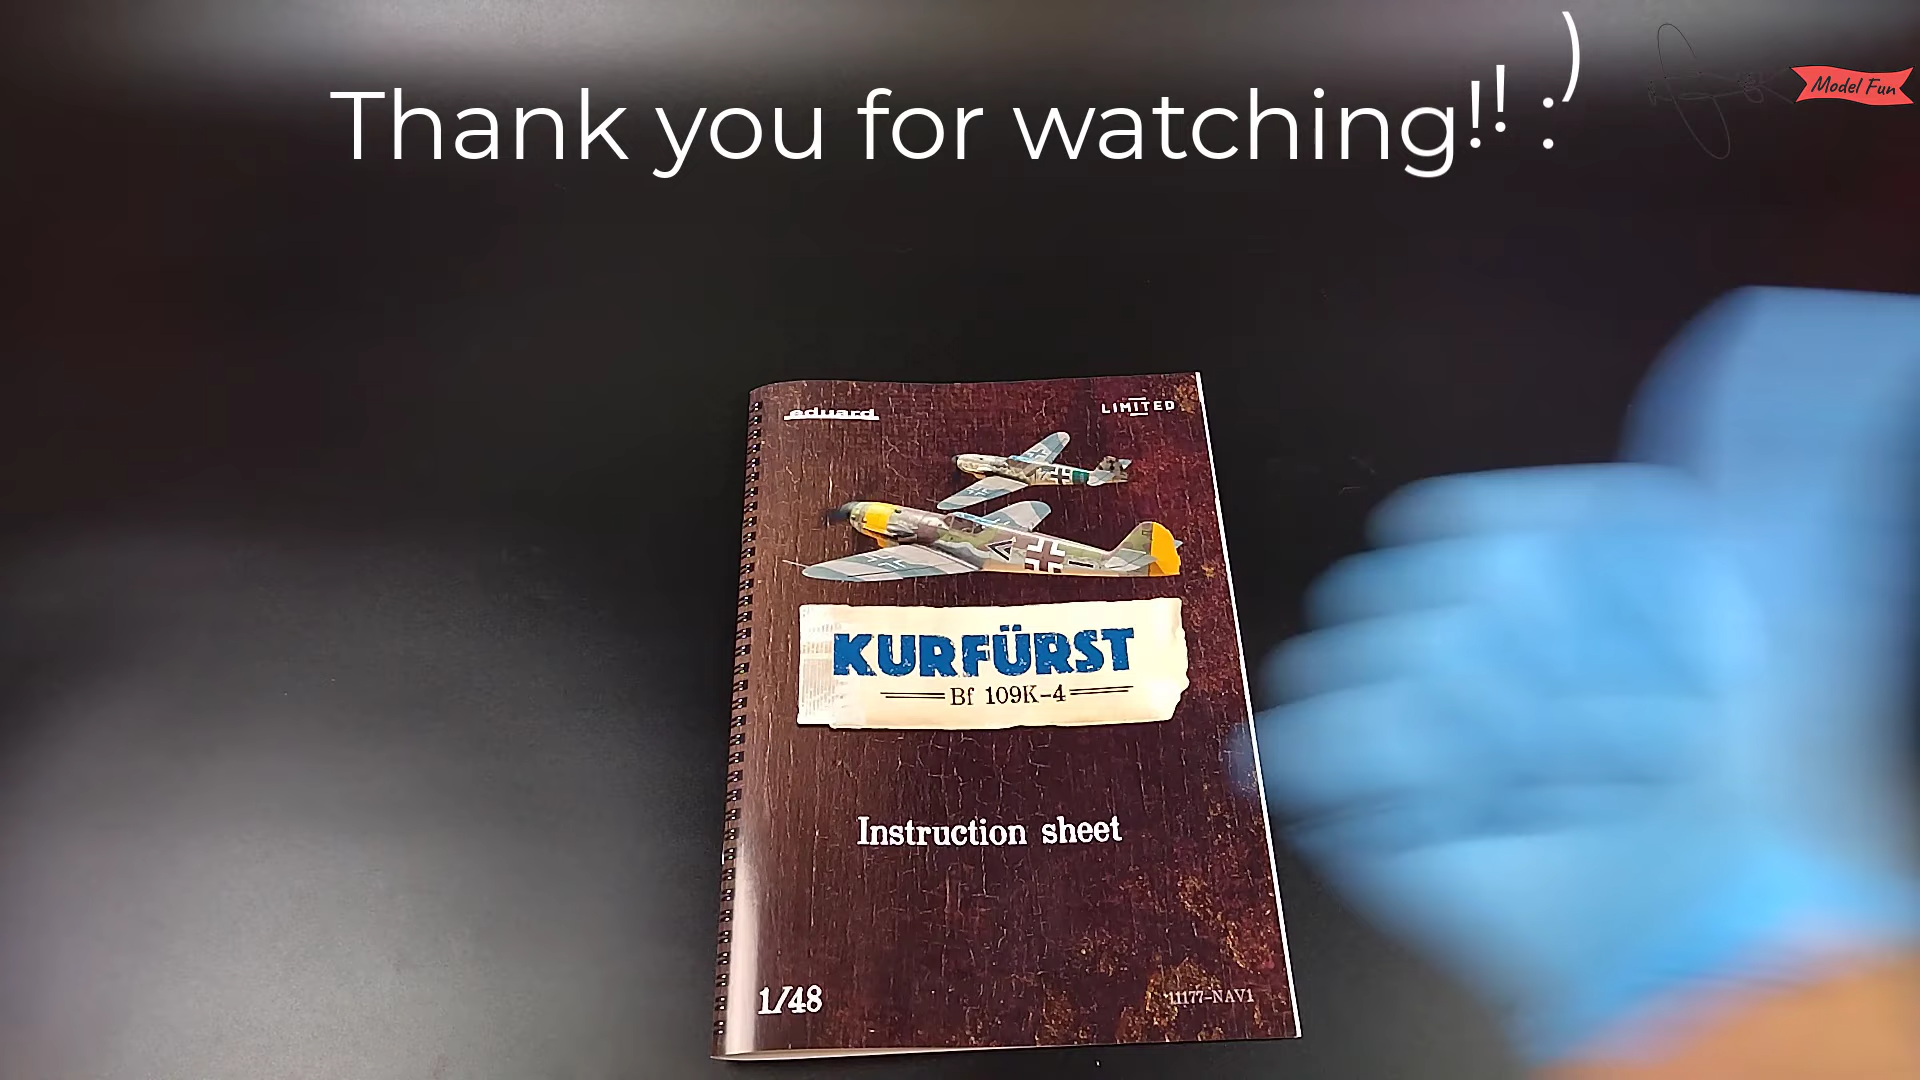 Thank you for watching!! :)
Model Fun
eduard
LIMITED
KURFÜRST
Bf 109K-4
Instruction sheet
1/48
11177-NAV1